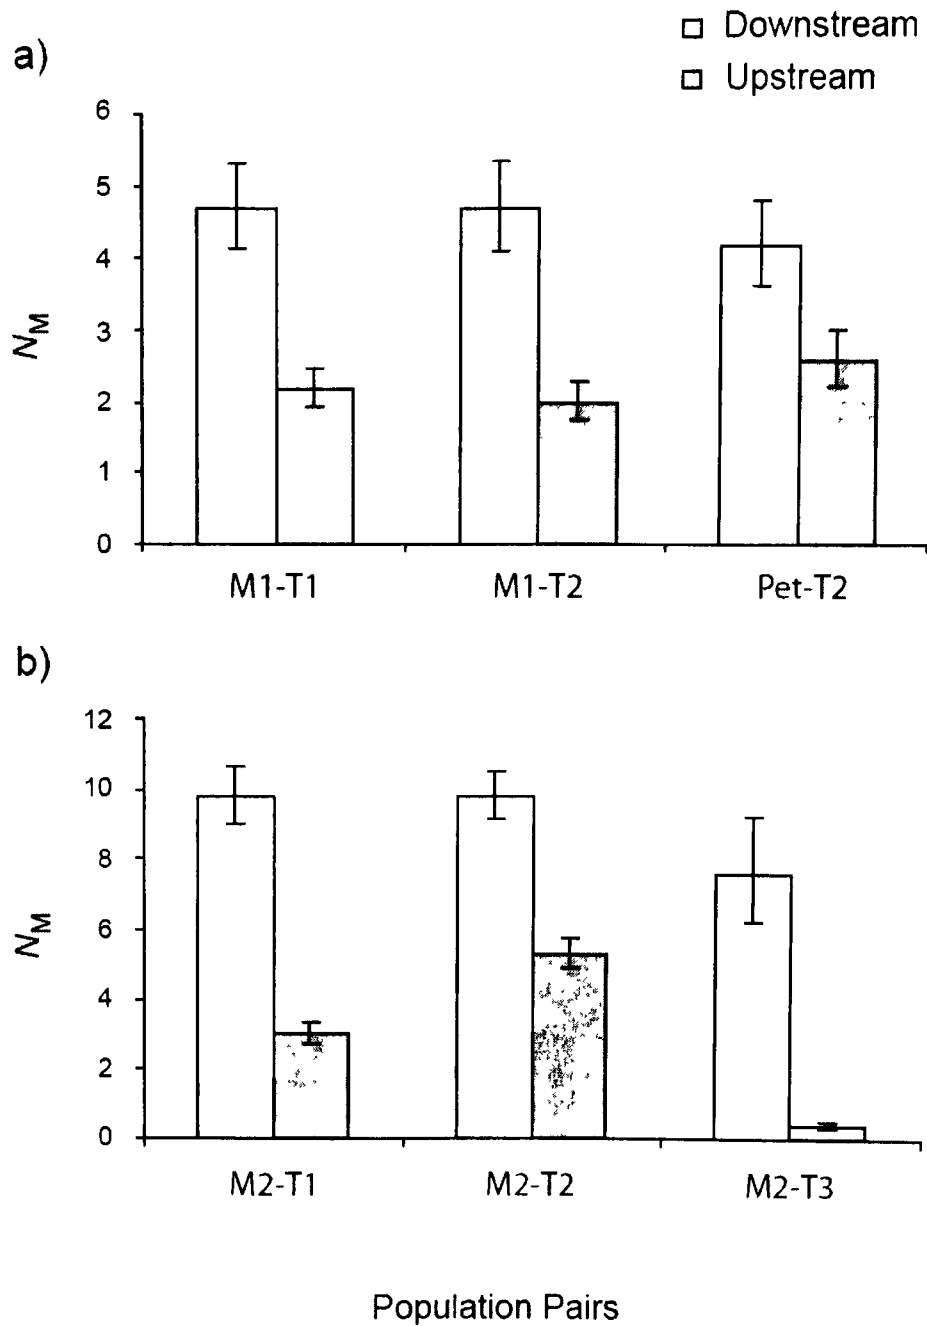 Downstream
a)
Upstream
6
5
4
3
2
1
0
N_M
M1-T1 M1-T2 Pet-T2
b)
12
10
8
6
4
2
0
N_M
M2-T1 M2-T2 M2-T3
Population Pairs